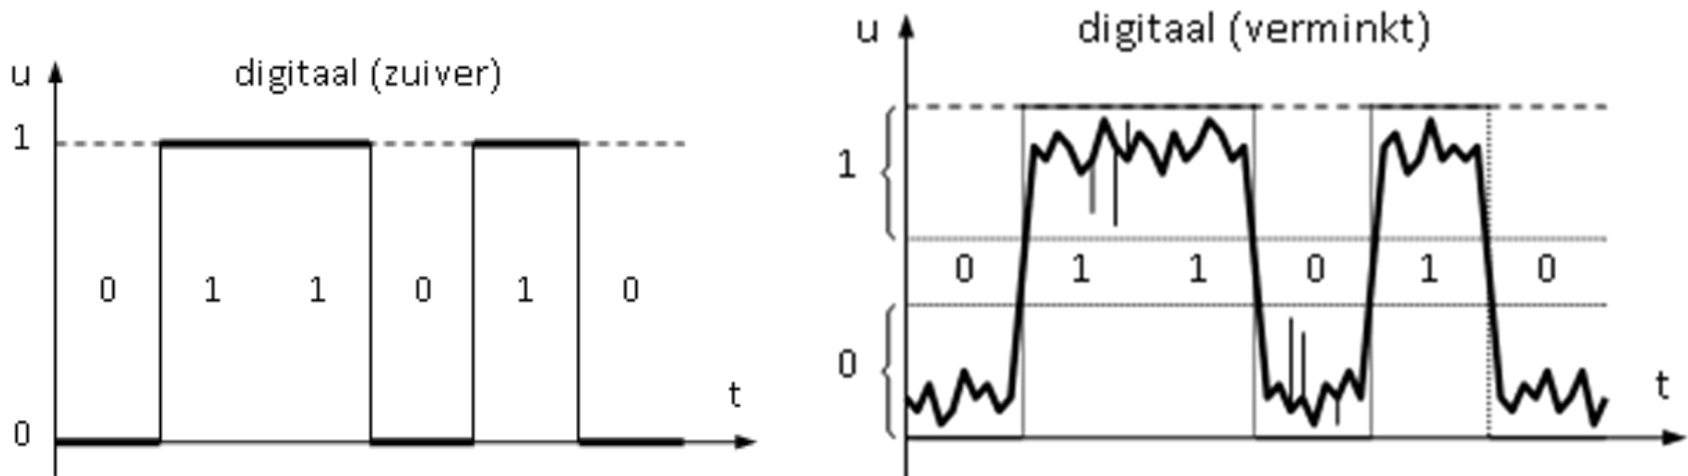 digitaal (zuiver)
u
1
0 1 1 0 1 0
t
0
digitaal (verminkt)
u
1
0 1 1 0 1 0
0
t